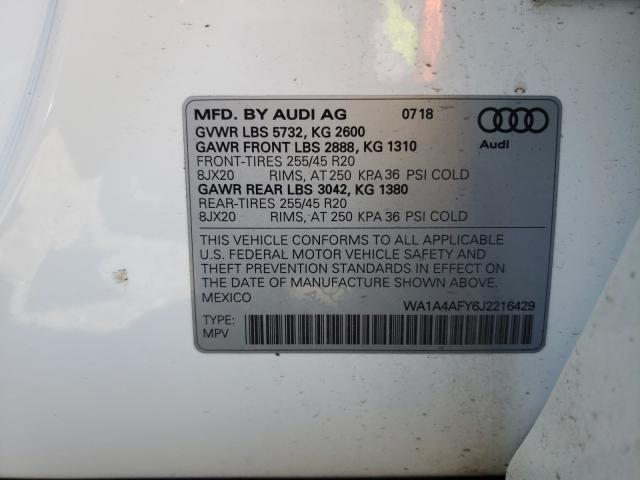 MFD. BY AUDI AG 0718
GVWR LBS 5732, KG 2600
GAWR FRONT LBS 2888, KG 1310
FRONT-TIRES 255/45 R20
8JX20 RIMS, AT 250 KPA 36 PSI COLD
GAWR REAR LBS 3042, KG 1380
REAR-TIRES 255/45 R20
8JX20 RIMS, AT 250 KPA 36 PSI COLD
Audi
THIS VEHICLE CONFORMS TO ALL APPLICABLE
U.S. FEDERAL MOTOR VEHICLE SAFETY AND
THEFT PREVENTION STANDARDS IN EFFECT ON
THE DATE OF MANUFACTURE SHOWN ABOVE.
MEXICO
WA1A4AFY6J2216429
TYPE:
MPV